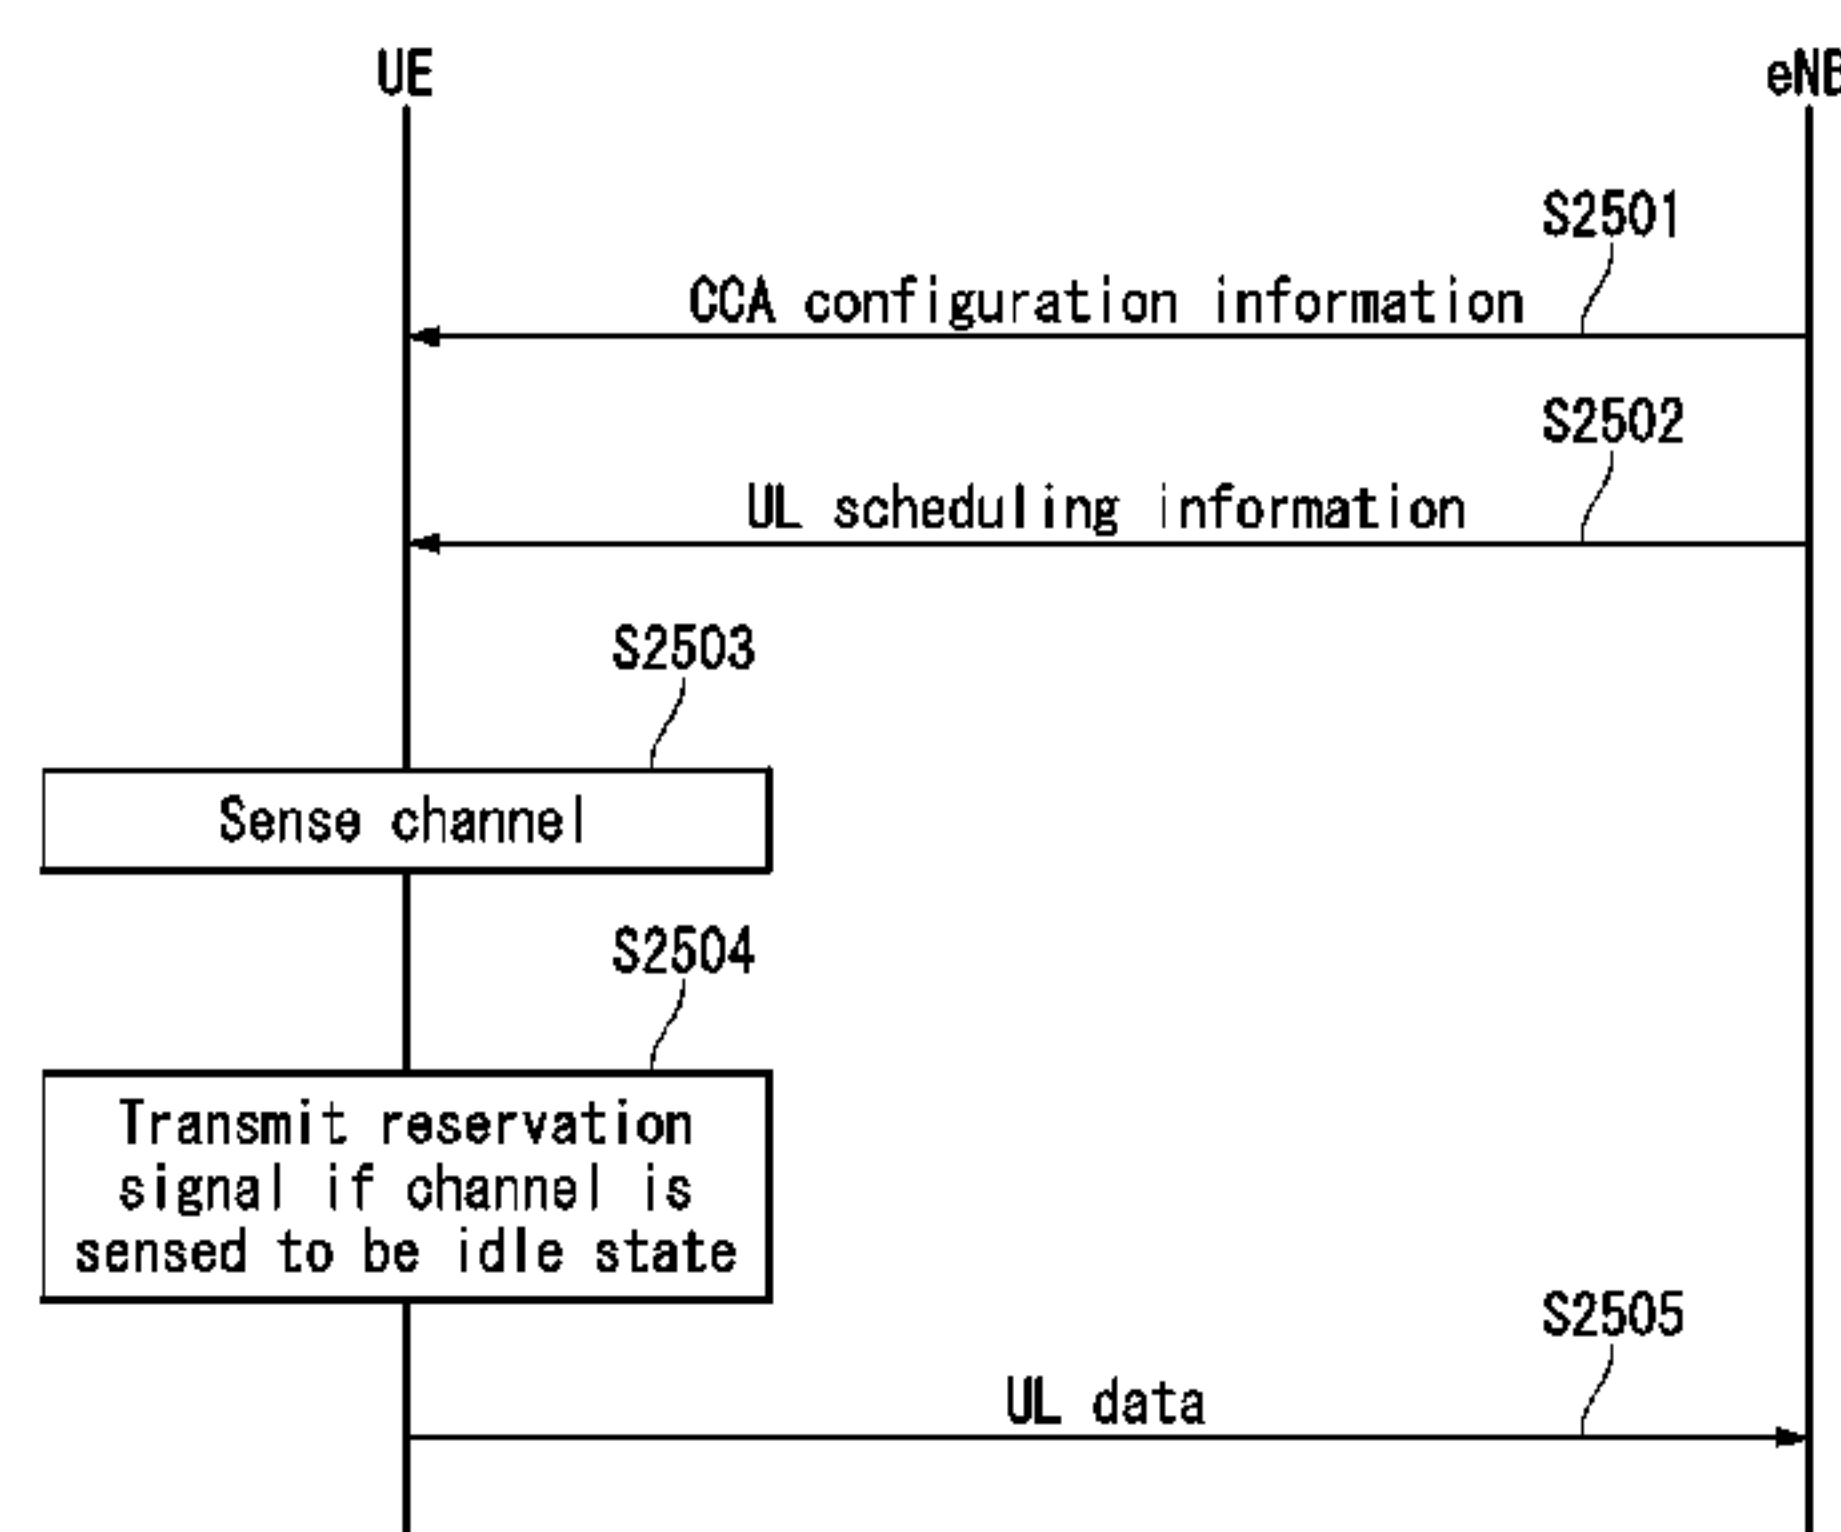 UE
eNB
S2501
CCA configuration information
S2502
UL scheduling information
S2503
Sense channel
S2504
Transmit reservation
signal if channel is
sensed to be idle state
S2505
UL data